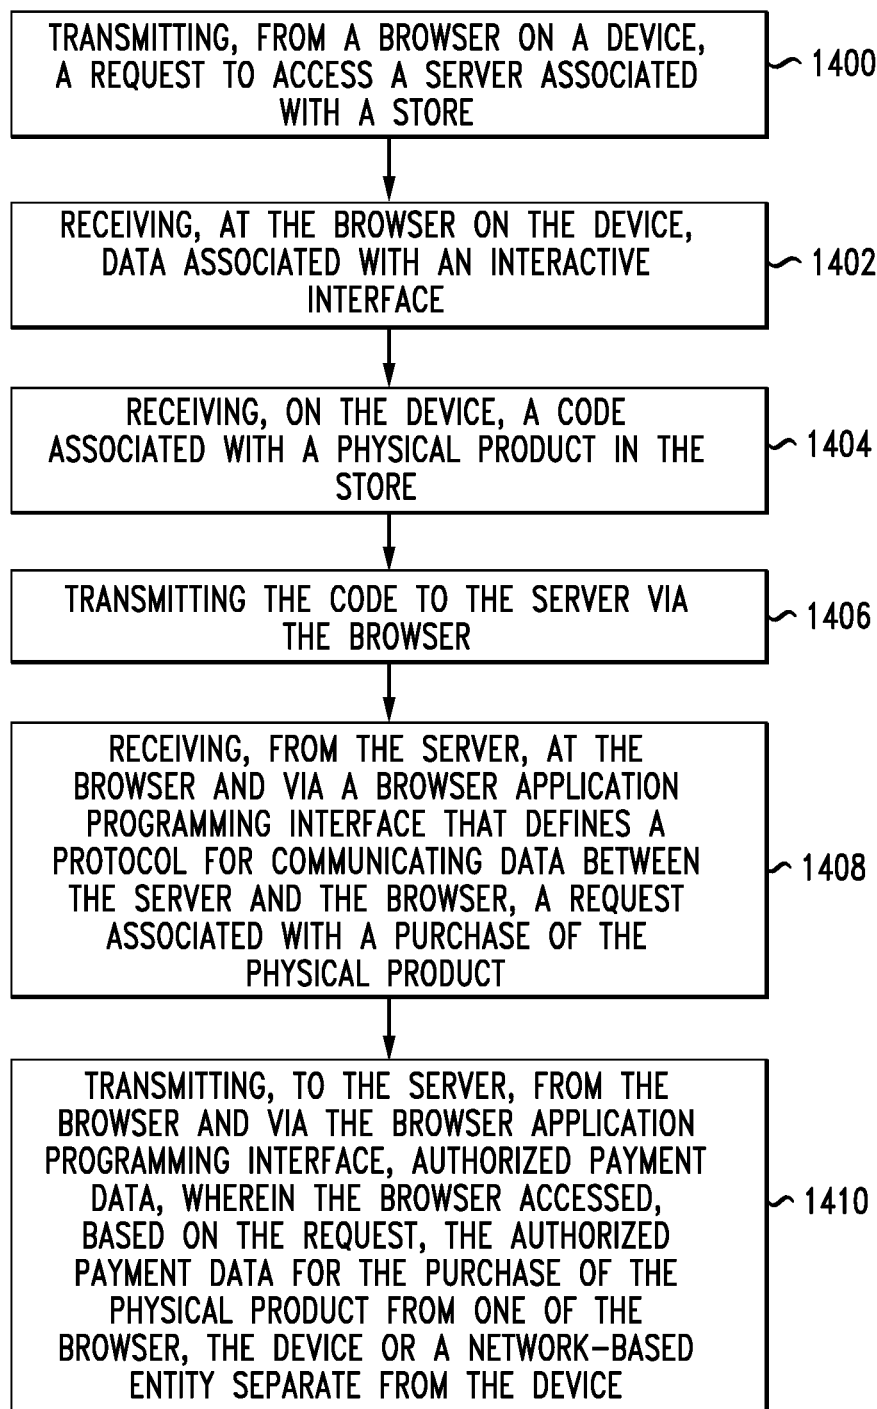 TRANSMITTING, FROM A BROWSER ON A DEVICE,
A REQUEST TO ACCESS A SERVER ASSOCIATED
WITH A STORE
1400
RECEIVING, AT THE BROWSER ON THE DEVICE,
DATA ASSOCIATED WITH AN INTERACTIVE
INTERFACE
1402
RECEIVING, ON THE DEVICE, A CODE
ASSOCIATED WITH A PHYSICAL PRODUCT IN THE
STORE
1404
TRANSMITTING THE CODE TO THE SERVER VIA
THE BROWSER
1406
RECEIVING, FROM THE SERVER, AT THE
BROWSER AND VIA A BROWSER APPLICATION
PROGRAMMING INTERFACE THAT DEFINES A
PROTOCOL FOR COMMUNICATING DATA BETWEEN
THE SERVER AND THE BROWSER, A REQUEST
ASSOCIATED WITH A PURCHASE OF THE
PHYSICAL PRODUCT
1408
TRANSMITTING, TO THE SERVER, FROM THE
BROWSER AND VIA THE BROWSER APPLICATION
PROGRAMMING INTERFACE, AUTHORIZED PAYMENT
DATA, WHEREIN THE BROWSER ACCESSED,
BASED ON THE REQUEST, THE AUTHORIZED
PAYMENT DATA FOR THE PURCHASE OF THE
PHYSICAL PRODUCT FROM ONE OF THE
BROWSER, THE DEVICE OR A NETWORK-BASED
ENTITY SEPARATE FROM THE DEVICE
1410